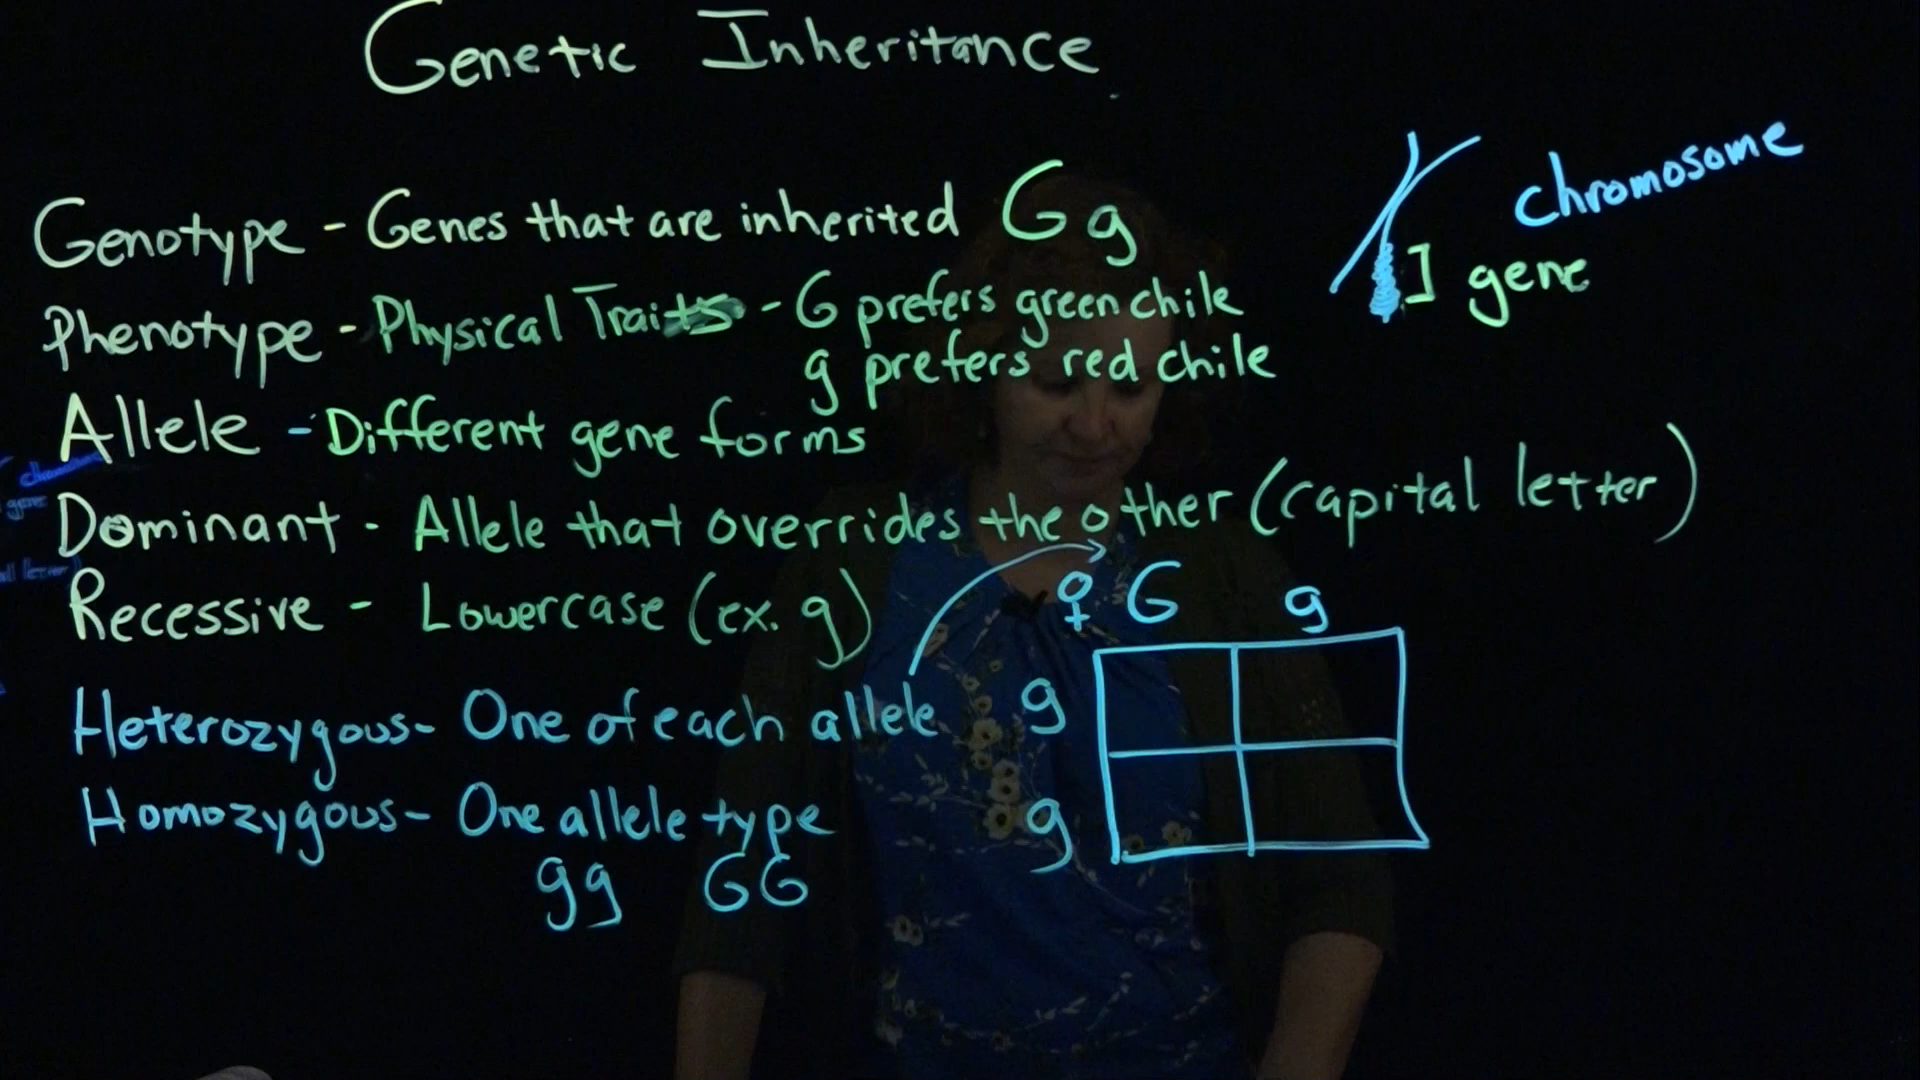 Genetic Inheritance
Genotype - Genes that are inherited Gg
Phenotype - Physical Traits - G prefers green chile
g prefers red chile
Allele - Different gene forms
Dominant - Allele that overrides the other (capital letter)
Recessive - Lowercase (ex. g)
Heterozygous - One of each allele
Homozygous - One allele type
gg GG
chromosome
] gene
♀ G g
g
g
gene